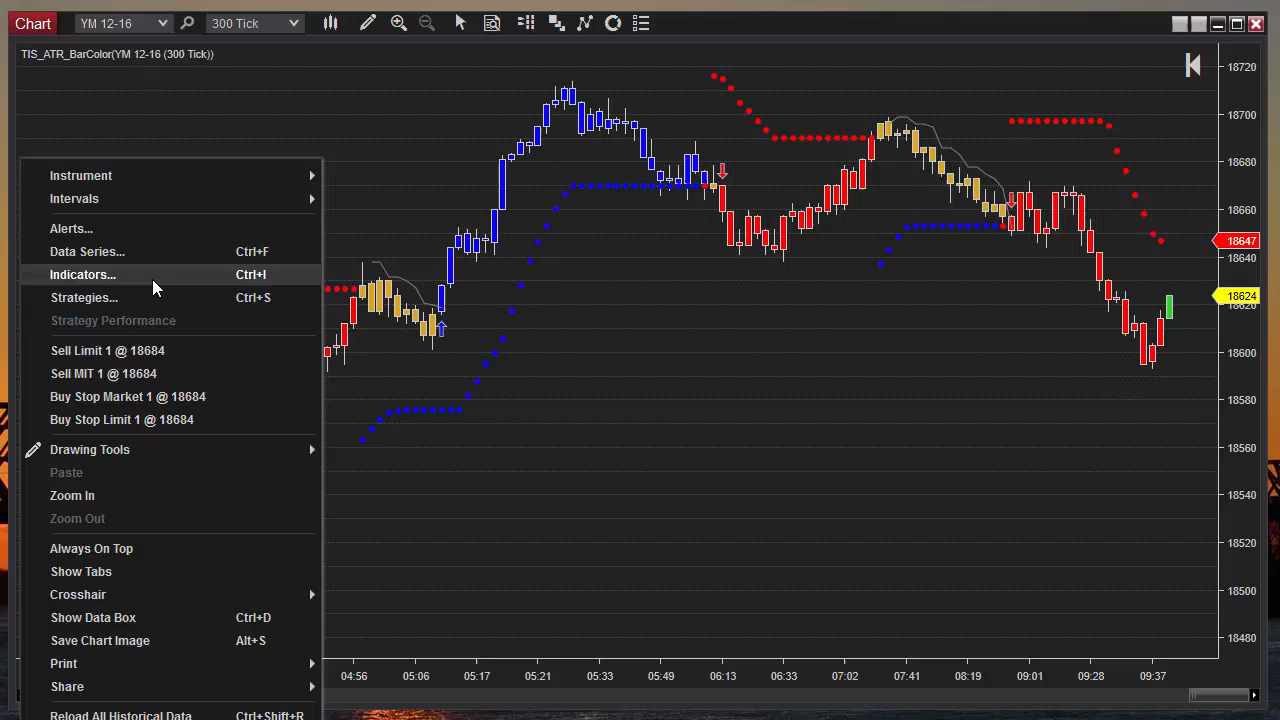 Chart YM 12-16 300 Tick
TIS_ATR_BarColor(YM 12-16 (300 Tick))
Instrument
Intervals
Alerts...
Data Series... Ctrl+F
Indicators... Ctrl+I
Strategies... Ctrl+S
Strategy Performance
Sell Limit 1 @ 18684
Sell MIT 1 @ 18684
Buy Stop Market 1 @ 18684
Buy Stop Limit 1 @ 18684
Drawing Tools
Paste
Zoom In
Zoom Out
Always On Top
Show Tabs
Crosshair
Show Data Box Ctrl+D
Save Chart Image Alt+S
Print
Share
Reload All Historical Data Ctrl+Shift+R
18720
18700
18680
18660
18647
18640
18624
18620
18600
18580
18560
18540
18520
18500
18480
04:56 05:06 05:17 05:21 05:33 05:49 06:13 06:33 07:02 07:41 08:19 09:01 09:28 09:37